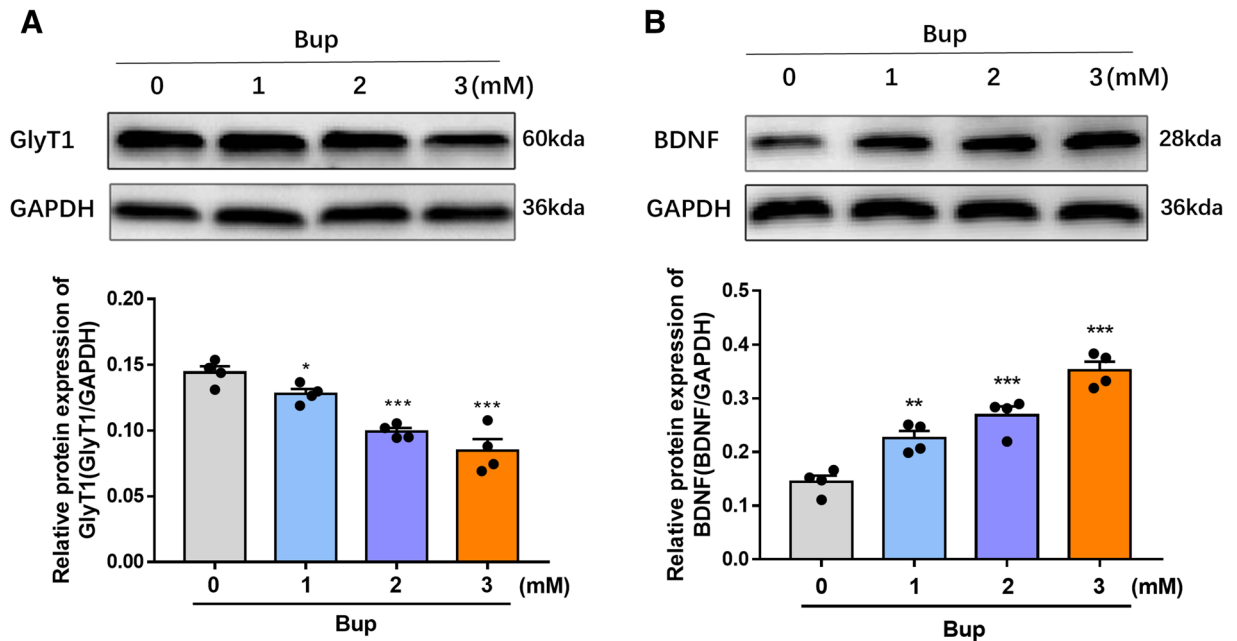 A
Bup
0 1 2 3 (mM)
GlyT1 60kda
GAPDH 36kda
Relative protein expression of
GlyT1(GlyT1/GAPDH)
0.20
0.15
0.10
0.05
0.00
*
***
***
0 1 2 3 (mM)
Bup
B
Bup
0 1 2 3 (mM)
BDNF 28kda
GAPDH 36kda
Relative protein expression of
BDNF(BDNF/GAPDH)
0.5
0.4
0.3
0.2
0.1
0.0
**
***
***
0 1 2 3 (mM)
Bup